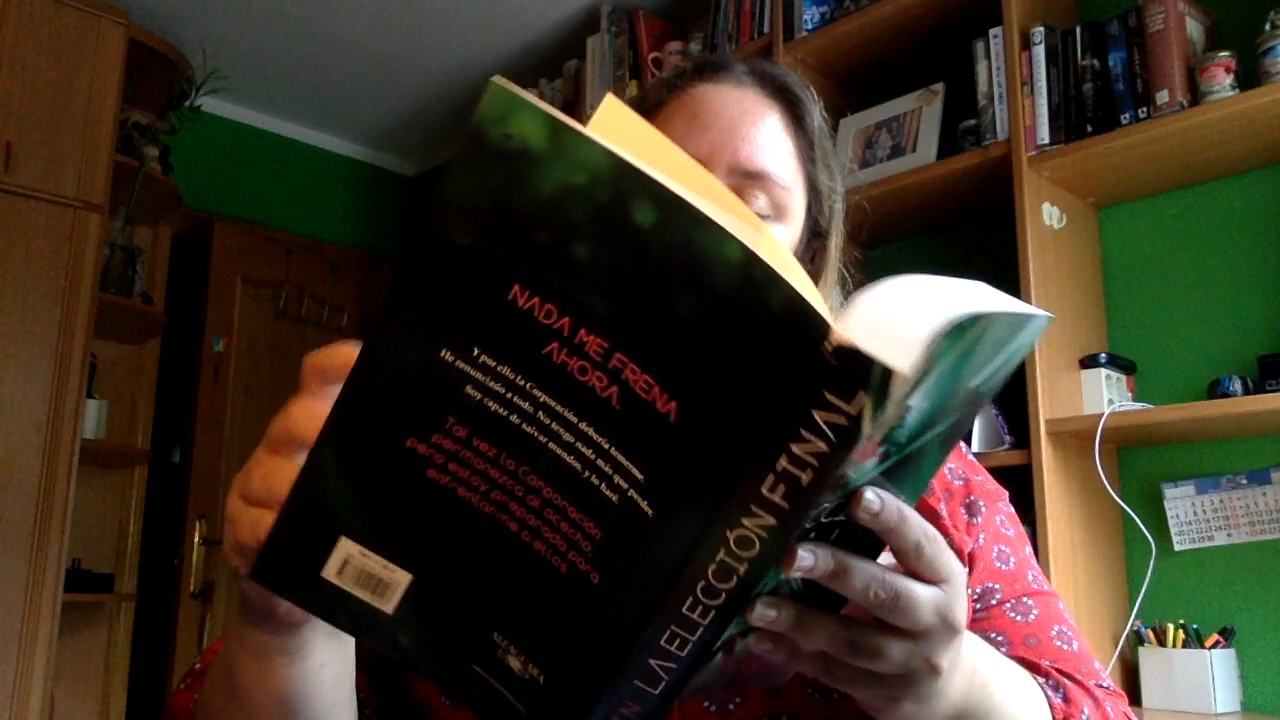 NADA ME FRENA
AHORA.
Y por ello la Corporación debería temerme.
He renunciado a todo. No tengo nada más que perder.
Soy capaz de salvar mundos, y lo haré.
Tal vez la Corporación
permanezca al acecho,
pero estoy preparada para
enfrentarme a ellos.
ALFAGUARA
LA ELECCIÓN FINAL